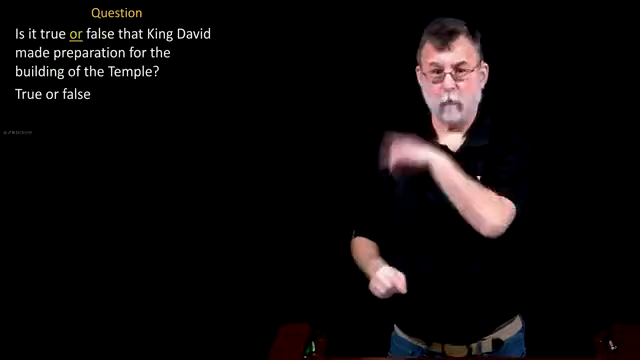 Question
Is it true or false that King David
made preparation for the
building of the Temple?
True or false